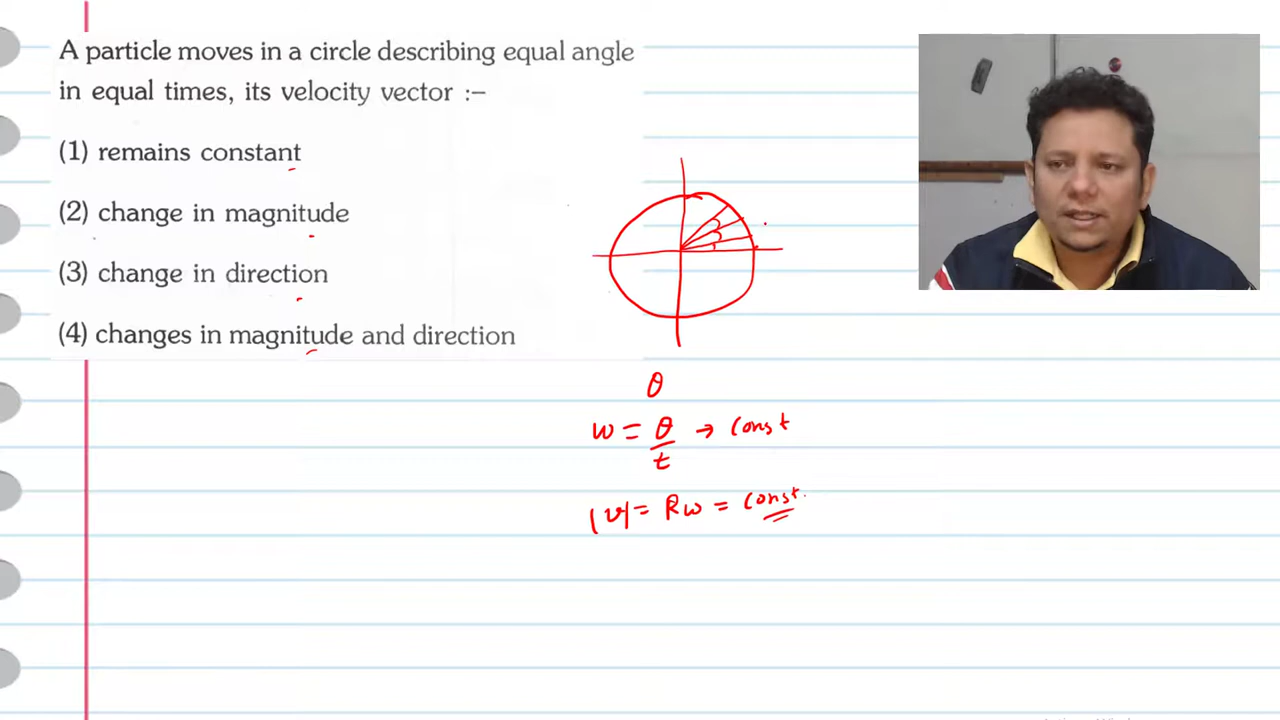 A particle moves in a circle describing equal angle
in equal times, its velocity vector :–
(1) remains constant
(2) change in magnitude
(3) change in direction
(4) changes in magnitude and direction
θ
w = θ/t → const
|v| = Rw = const.